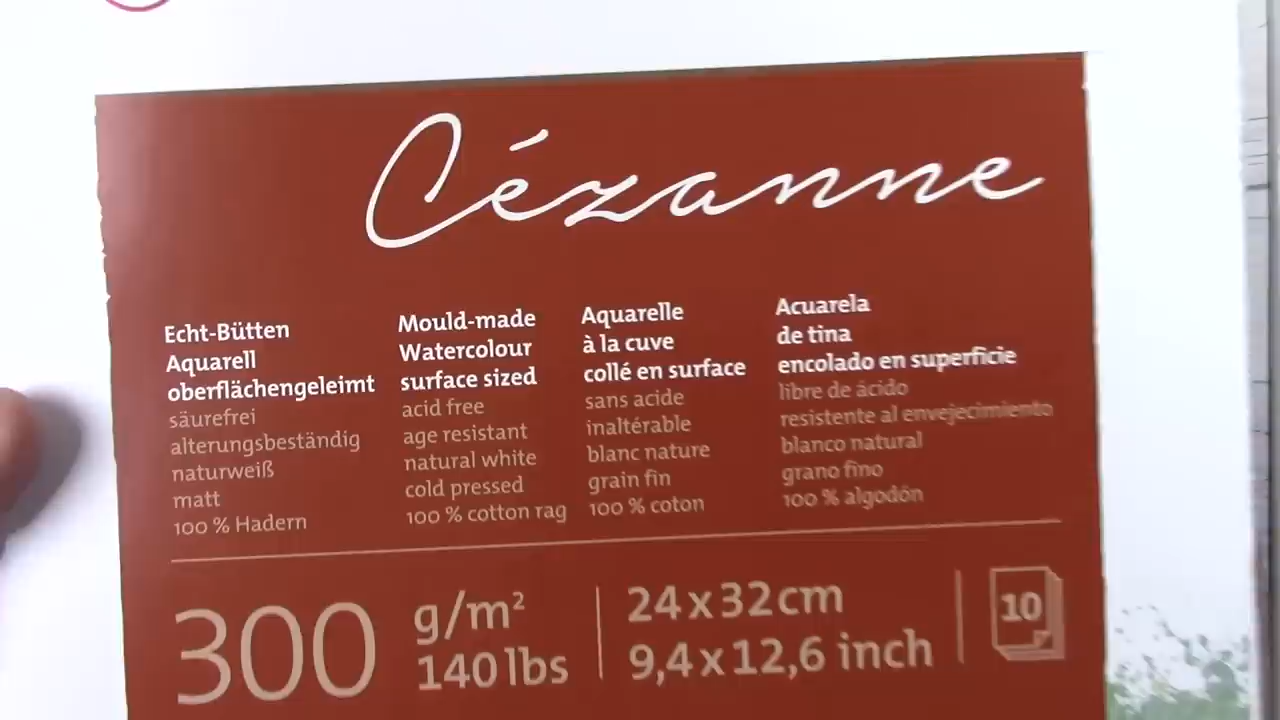 Cézanne
Echt-Bütten
Aquarell
oberflächengeleimt
säurefrei
alterungsbeständig
naturweiß
matt
100 % Hadern
Mould-made
Watercolour
surface sized
acid free
age resistant
natural white
cold pressed
100 % cotton rag
Aquarelle
à la cuve
collé en surface
sans acide
inaltérable
blanc nature
grain fin
100 % coton
Acuarela
de tina
encolado en superficie
libre de ácido
resistente al envejecimiento
blanco natural
grano fino
100 % algodón
300
g/m²
140 lbs
24 x 32 cm
9,4 x 12,6 inch
10